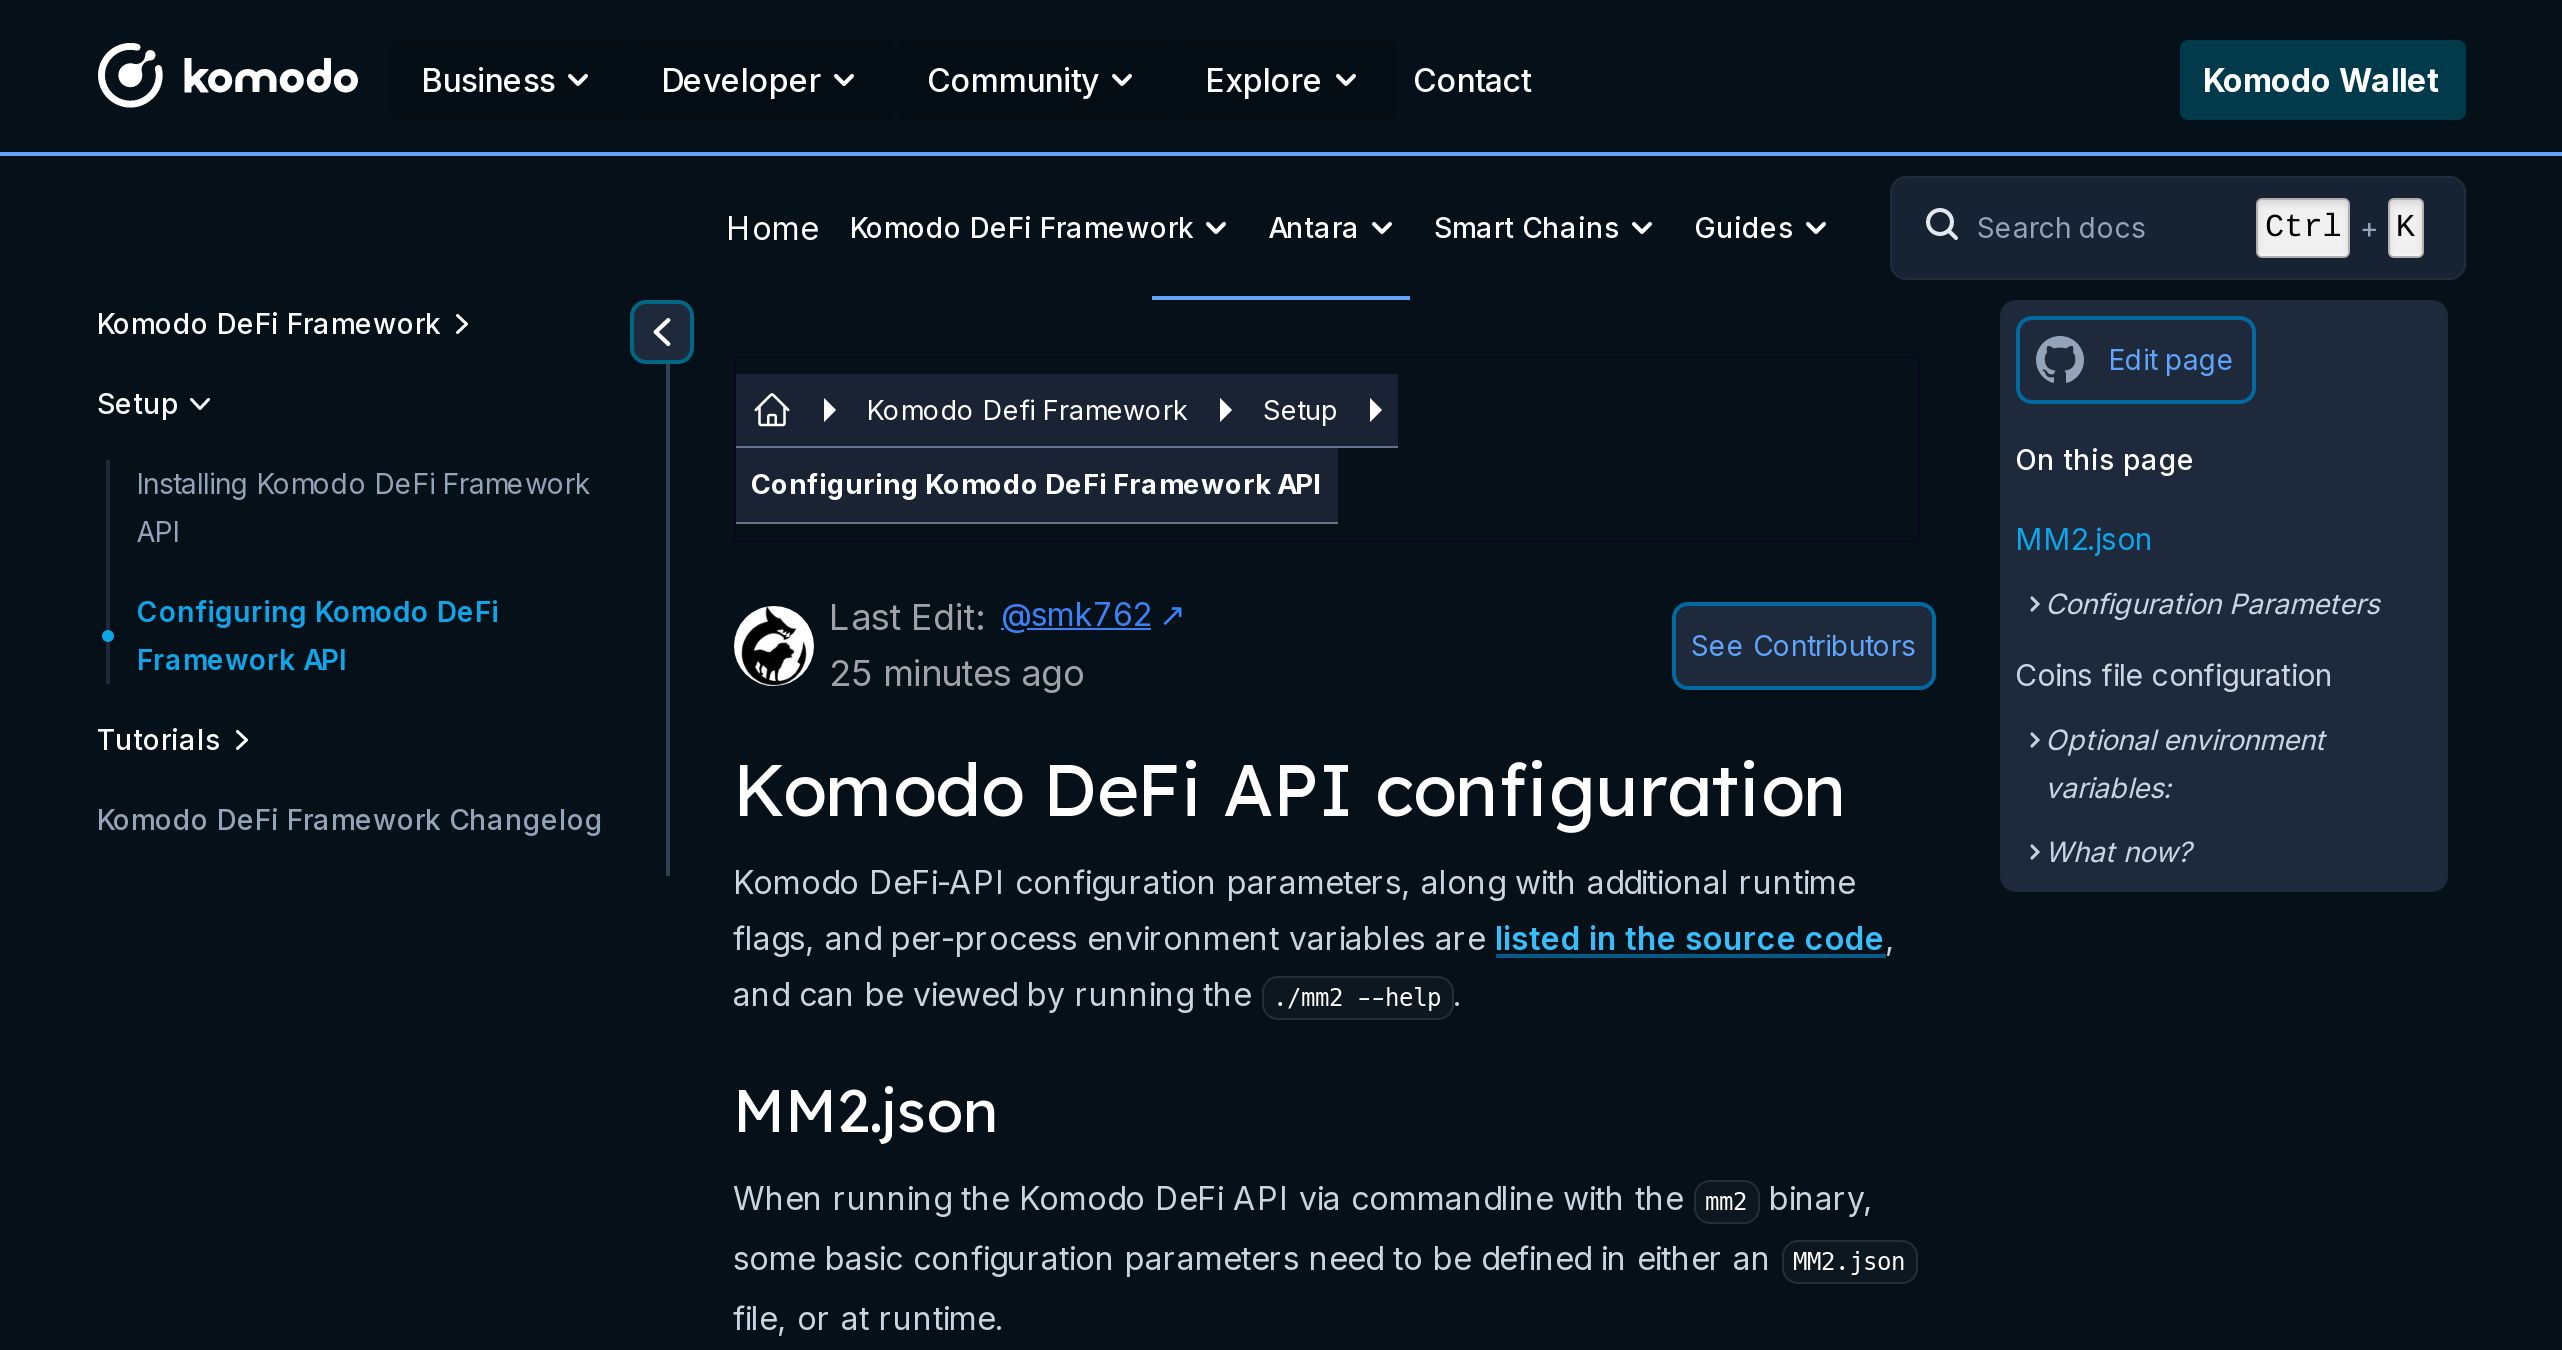 komodo Business Developer Community Explore Contact Komodo Wallet
Home Komodo DeFi Framework Antara Smart Chains Guides Search docs Ctrl + K
Komodo DeFi Framework
Setup
Installing Komodo DeFi Framework
API
Configuring Komodo DeFi
Framework API
Tutorials
Komodo DeFi Framework Changelog
Komodo Defi Framework Setup
Configuring Komodo DeFi Framework API
Last Edit: @smk762 ↗
25 minutes ago
See Contributors
Komodo DeFi API configuration
Komodo DeFi-API configuration parameters, along with additional runtime
flags, and per-process environment variables are listed in the source code,
and can be viewed by running the ./mm2 --help.
MM2.json
When running the Komodo DeFi API via commandline with the mm2 binary,
some basic configuration parameters need to be defined in either an MM2.json
file, or at runtime.
Edit page
On this page
MM2.json
Configuration Parameters
Coins file configuration
Optional environment
variables:
What now?